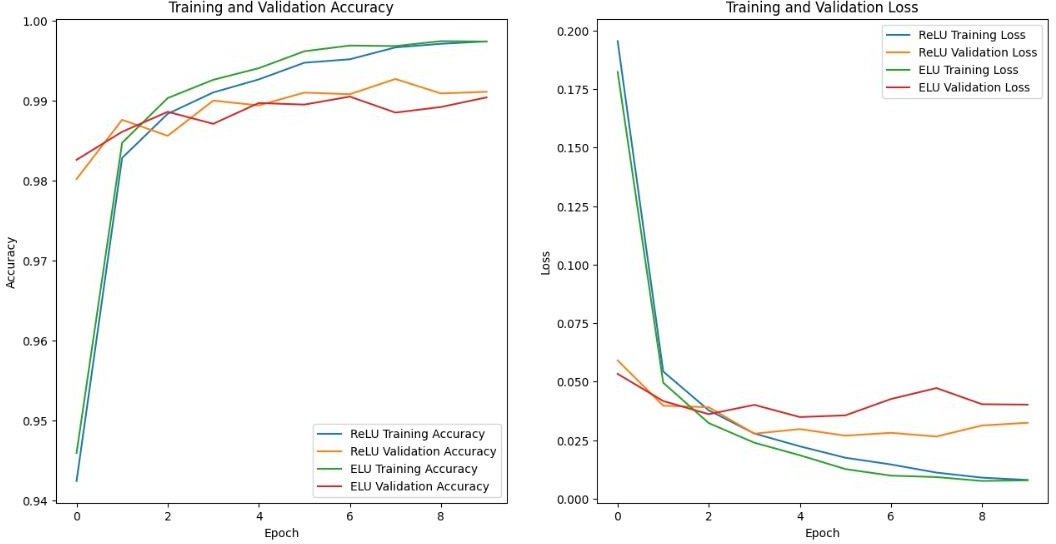 Training and Validation Accuracy
1.00
0.99
0.98
0.97
0.96
0.95
0.94
Accuracy
0
2
4
6
8
Epoch
ReLU Training Accuracy
ReLU Validation Accuracy
ELU Training Accuracy
ELU Validation Accuracy
Training and Validation Loss
0.200
0.175
0.150
0.125
0.100
0.075
0.050
0.025
0.000
Loss
0
2
4
6
8
Epoch
ReLU Training Loss
ReLU Validation Loss
ELU Training Loss
ELU Validation Loss